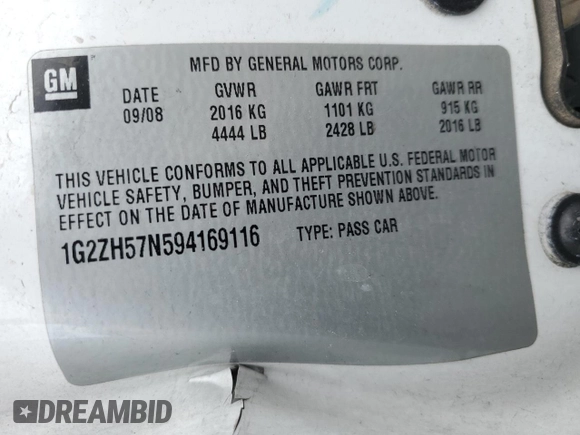 MFD BY GENERAL MOTORS CORP.
GM
DATE GVWR GAWR FRT GAWR RR
09/08 2016 KG 1101 KG 915 KG
4444 LB 2428 LB 2016 LB
THIS VEHICLE CONFORMS TO ALL APPLICABLE U.S. FEDERAL MOTOR
VEHICLE SAFETY, BUMPER, AND THEFT PREVENTION STANDARDS IN
EFFECT ON THE DATE OF MANUFACTURE SHOWN ABOVE.
1G2ZH57N594169116 TYPE: PASS CAR
DREAMBID